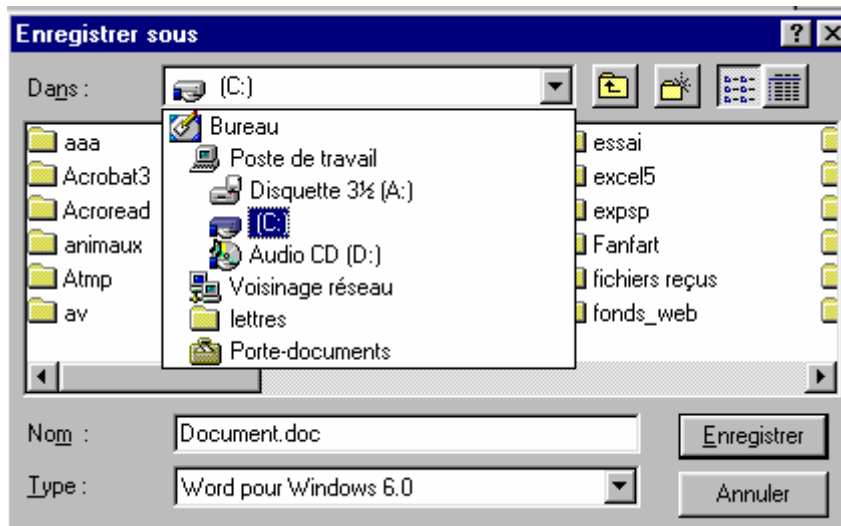 Enregistrer sous
Dans :
(C:)
Bureau
Poste de travail
Disquette 3½ (A:)
(C:)
Audio CD (D:)
Voisinage réseau
lettres
Porte-documents
aaa
Acrobat3
Acroread
animaux
Atmp
av
essai
excel5
expsp
Fanfart
fichiers reçus
fonds_web
Nom :
Document.doc
Enregistrer
Type :
Word pour Windows 6.0
Annuler